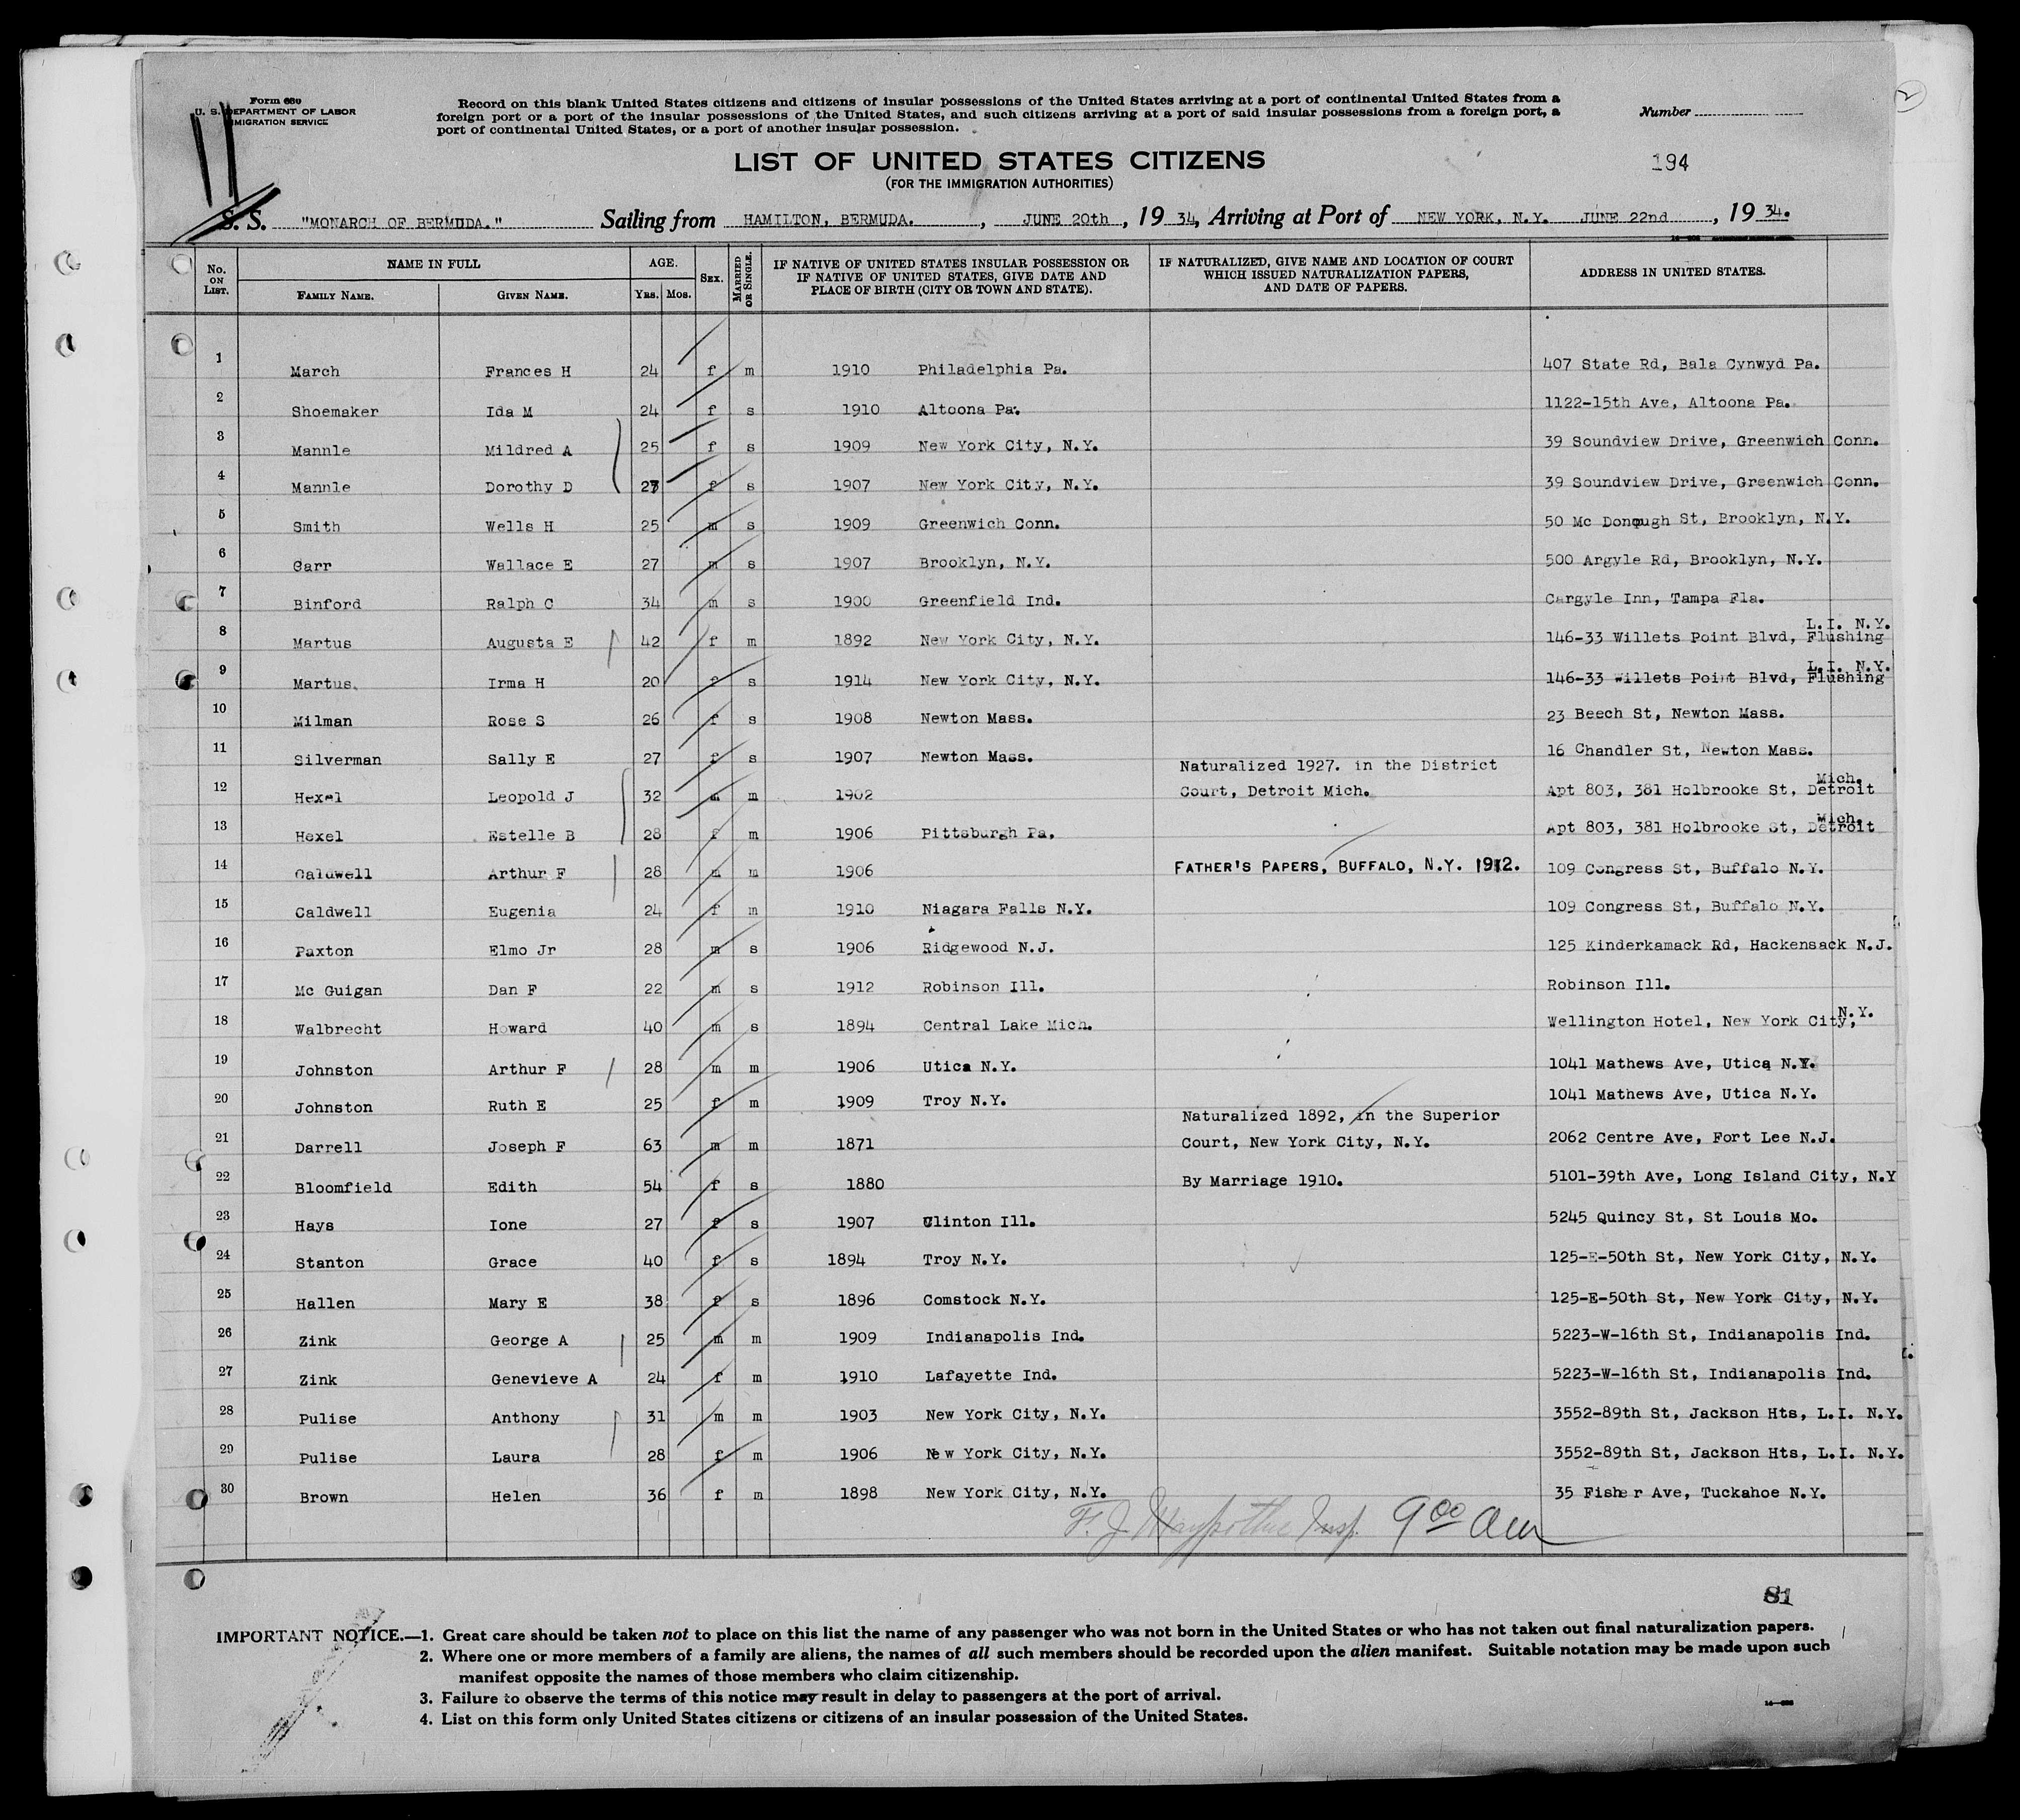 Form 630
U. S. DEPARTMENT OF LABOR
IMMIGRATION SERVICE
Record on this blank United States citizens and citizens of insular possessions of the United States arriving at a port of continental United States from a
foreign port or a port of the insular possessions of the United States, and such citizens arriving at a port of said insular possessions from a foreign port, a
port of continental United States, or a port of another insular possession.
Number
2
LIST OF UNITED STATES CITIZENS
194
(FOR THE IMMIGRATION AUTHORITIES)
S. S. "MONARCH OF BERMUDA." Sailing from HAMILTON, BERMUDA. , JUNE 20th , 19 34, Arriving at Port of NEW YORK, N.Y. JUNE 22nd , 19 34.
No. ON LIST. NAME IN FULL AGE. SEX. MARRIED OR SINGLE. IF NATIVE OF UNITED STATES INSULAR POSSESSION OR IF NATIVE OF UNITED STATES, GIVE DATE AND PLACE OF BIRTH (CITY OR TOWN AND STATE). IF NATURALIZED, GIVE NAME AND LOCATION OF COURT WHICH ISSUED NATURALIZATION PAPERS, AND DATE OF PAPERS. ADDRESS IN UNITED STATES.
FAMILY NAME. GIVEN NAME. YRS. MOS.
1 March Frances H 24 f m 1910 Philadelphia Pa. 407 State Rd, Bala Cynwyd Pa.
2 Shoemaker Ida M 24 f s 1910 Altoona Pa. 1122-15th Ave, Altoona Pa.
3 Mannle Mildred A 25 f s 1909 New York City, N.Y. 39 Soundview Drive, Greenwich Conn.
4 Mannle Dorothy D 27 f s 1907 New York City, N.Y. 39 Soundview Drive, Greenwich Conn.
5 Smith Wells H 25 m s 1909 Greenwich Conn. 50 Mc Donough St, Brooklyn, N.Y.
6 Garr Wallace E 27 m s 1907 Brooklyn, N.Y. 500 Argyle Rd, Brooklyn, N.Y.
7 Binford Ralph C 34 m s 1900 Greenfield Ind. Cargyle Inn, Tampa Fla.
8 Martus Augusta E 42 f m 1892 New York City, N.Y. 146-33 Willets Point Blvd, Flushing L.I. N.Y.
9 Martus. Irma H 20 f s 1914 New York City, N.Y. 146-33 Willets Point Blvd, Flushing L.I. N.Y.
10 Milman Rose S 26 f s 1908 Newton Mass. 23 Beech St, Newton Mass.
11 Silverman Sally E 27 f s 1907 Newton Mass. 16 Chandler St, Newton Mass.
12 Hexel Leopold J 32 m m 1902 Naturalized 1927. in the District Court, Detroit Mich. Apt 803, 381 Holbrooke St, Detroit Mich.
13 Hexel Estelle B 28 f m 1906 Pittsburgh Pa. Apt 803, 381 Holbrooke St, Detroit Mich.
14 Caldwell Arthur F 28 m m 1906 FATHER'S PAPERS, BUFFALO, N.Y. 1912. 109 Congress St, Buffalo N.Y.
15 Caldwell Eugenia 24 f m 1910 Niagara Falls N.Y. 109 Congress St, Buffalo N.Y.
16 Paxton Elmo Jr 28 m s 1906 Ridgewood N.J. 125 Kinderkamack Rd, Hackensack N.J.
17 Mc Guigan Dan F 22 m s 1912 Robinson Ill. Robinson Ill.
18 Walbrecht Howard 40 m s 1894 Central Lake Mich. Wellington Hotel, New York City, N.Y.
19 Johnston Arthur F 28 m m 1906 Utica N.Y. 1041 Mathews Ave, Utica N.Y.
20 Johnston Ruth E 25 f m 1909 Troy N.Y. 1041 Mathews Ave, Utica N.Y.
21 Darrell Joseph F 63 m m 1871 Naturalized 1892, in the Superior Court, New York City, N.Y. 2062 Centre Ave, Fort Lee N.J.
22 Bloomfield Edith 54 f s 1880 By Marriage 1910. 5101-39th Ave, Long Island City, N.Y
23 Hays Ione 27 f s 1907 Clinton Ill. 5245 Quincy St, St Louis Mo.
24 Stanton Grace 40 f s 1894 Troy N.Y. 125-E-50th St, New York City, N.Y.
25 Hallen Mary E 38 f s 1896 Comstock N.Y. 125-E-50th St, New York City, N.Y.
26 Zink George A 25 m m 1909 Indianapolis Ind. 5223-W-16th St, Indianapolis Ind.
27 Zink Genevieve A 24 f m 1910 Lafayette Ind. 5223-W-16th St, Indianapolis Ind.
28 Pulise Anthony 31 m m 1903 New York City, N.Y. 3552-89th St, Jackson Hts, L.I. N.Y.
29 Pulise Laura 28 f m 1906 New York City, N.Y. 3552-89th St, Jackson Hts, L.I. N.Y.
30 Brown Helen 36 f m 1898 New York City, N.Y. 35 Fisher Ave, Tuckahoe N.Y.
F. J. Insp. 9 00 am
81
IMPORTANT NOTICE.—1. Great care should be taken not to place on this list the name of any passenger who was not born in the United States or who has not taken out final naturalization papers.
2. Where one or more members of a family are aliens, the names of all such members should be recorded upon the alien manifest. Suitable notation may be made upon such
manifest opposite the names of those members who claim citizenship.
3. Failure to observe the terms of this notice may result in delay to passengers at the port of arrival.
4. List on this form only United States citizens or citizens of an insular possession of the United States.